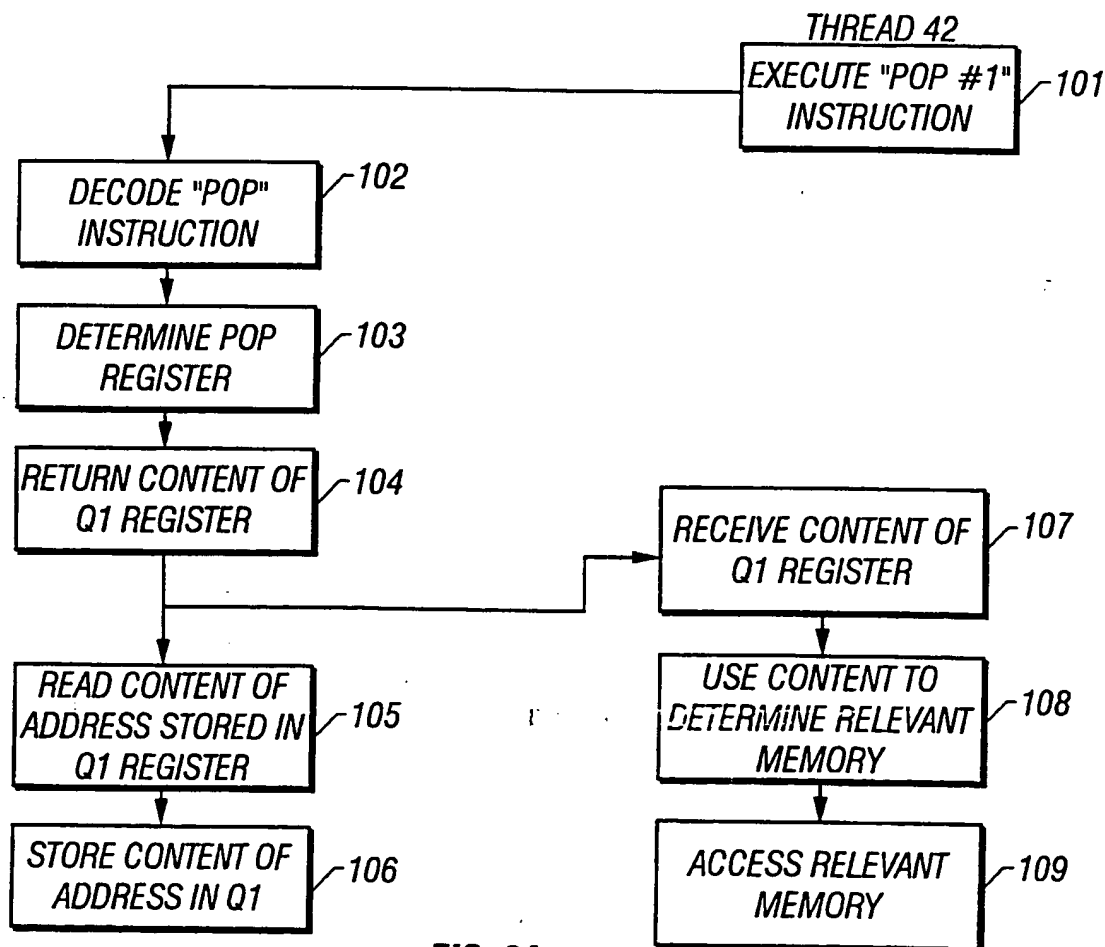 THREAD 42
EXECUTE "POP #1"
INSTRUCTION
101
DECODE "POP"
INSTRUCTION
102
DETERMINE POP
REGISTER
103
RETURN CONTENT OF
Q1 REGISTER
104
RECEIVE CONTENT OF
Q1 REGISTER
107
READ CONTENT OF
ADDRESS STORED IN
Q1 REGISTER
105
USE CONTENT TO
DETERMINE RELEVANT
MEMORY
108
STORE CONTENT OF
ADDRESS IN Q1
106
ACCESS RELEVANT
MEMORY
109